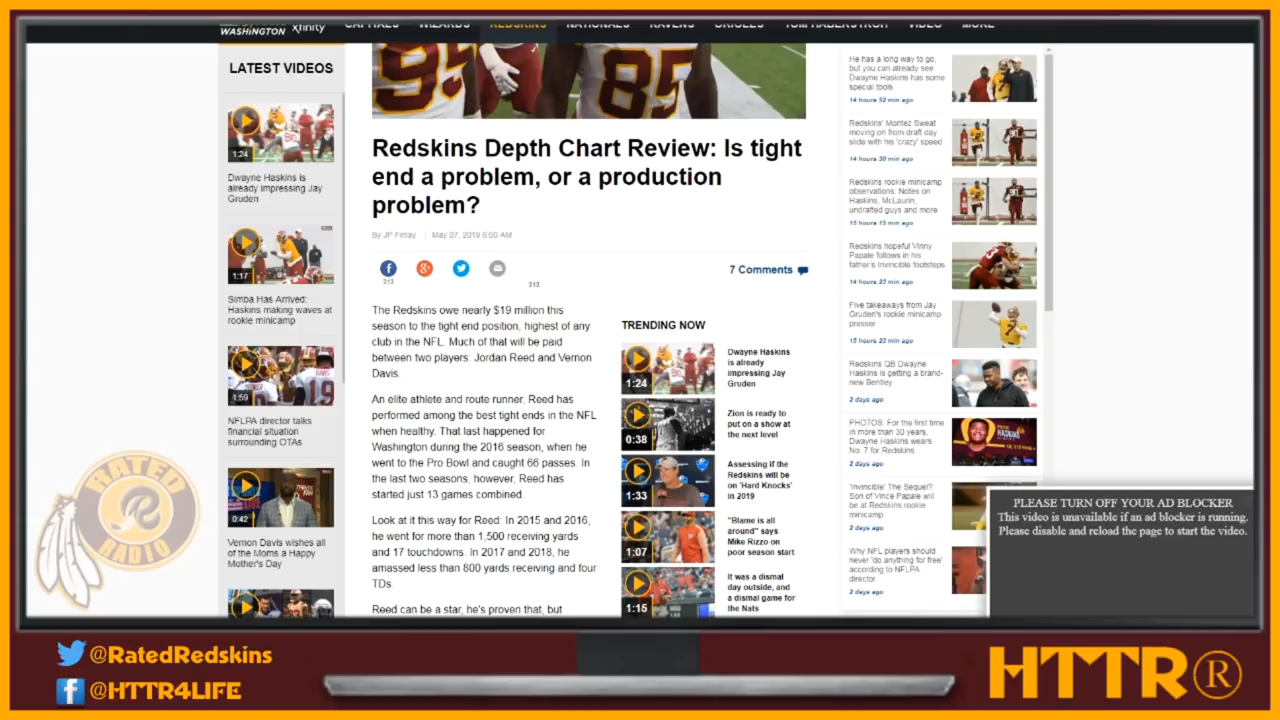 WASHINGTON xfinity CAPITALS WIZARDS REDSKINS NATIONALS RAVENS ORIOLES TOM HABERSTROH VIDEO MORE
LATEST VIDEOS
1:24
Dwayne Haskins is
already impressing Jay
Gruden
1:17
Simba Has Arrived:
Haskins making waves at
rookie minicamp
1:59
NFLPA director talks
financial situation
surrounding OTAs
0:42
Vernon Davis wishes all
of the Moms a Happy
Mother's Day
95
85
Redskins Depth Chart Review: Is tight
end a problem, or a production
problem?
By JP Finlay | May 07, 2019 6:00 AM
213
213
7 Comments
The Redskins owe nearly $19 million this
season to the tight end position, highest of any
club in the NFL. Much of that will be paid
between two players: Jordan Reed and Vernon
Davis.
An elite athlete and route runner, Reed has
performed among the best tight ends in the NFL
when healthy. That last happened for
Washington during the 2016 season, when he
went to the Pro Bowl and caught 66 passes. In
the last two seasons, however, Reed has
started just 13 games combined.
Look at it this way for Reed: In 2015 and 2016,
he went for more than 1,500 receiving yards
and 17 touchdowns. In 2017 and 2018, he
amassed less than 800 yards receiving and four
TDs.
Reed can be a star, he's proven that, but
TRENDING NOW
1:24
Dwayne Haskins
is already
impressing Jay
Gruden
0:38
Zion is ready to
put on a show at
the next level
1:33
Assessing if the
Redskins will be
on 'Hard Knocks'
in 2019
1:07
"Blame is all
around" says
Mike Rizzo on
poor season start
1:15
It was a dismal
day outside, and
a dismal game for
the Nats
He has a long way to go,
but you can already see
Dwayne Haskins has some
special tools
14 hours 52 min ago
Redskins' Montez Sweat
moving on from draft day
slide with his 'crazy' speed
14 hours 38 min ago
Redskins rookie minicamp
observations: Notes on
Haskins, McLaurin,
undrafted guys and more
15 hours 15 min ago
Redskins hopeful Vinny
Papale follows in his
father's Invincible footsteps
14 hours 23 min ago
Five takeaways from Jay
Gruden's rookie minicamp
presser
15 hours 23 min ago
Redskins QB Dwayne
Haskins is getting a brand-
new Bentley
2 days ago
PHOTOS: For the first time
in more than 30 years,
Dwayne Haskins wears
No. 7 for Redskins
2 days ago
'Invincible' The Sequel?:
Son of Vince Papale will
be at Redskins rookie
minicamp
2 days ago
Why NFL players should
never 'do anything for free'
according to NFLPA
director
2 days ago
PLEASE TURN OFF YOUR AD BLOCKER
This video is unavailable if an ad blocker is running.
Please disable and reload the page to start the video.
RATED
R
RADIO
@RatedRedskins
@HTTR4LIFE
HTTR®